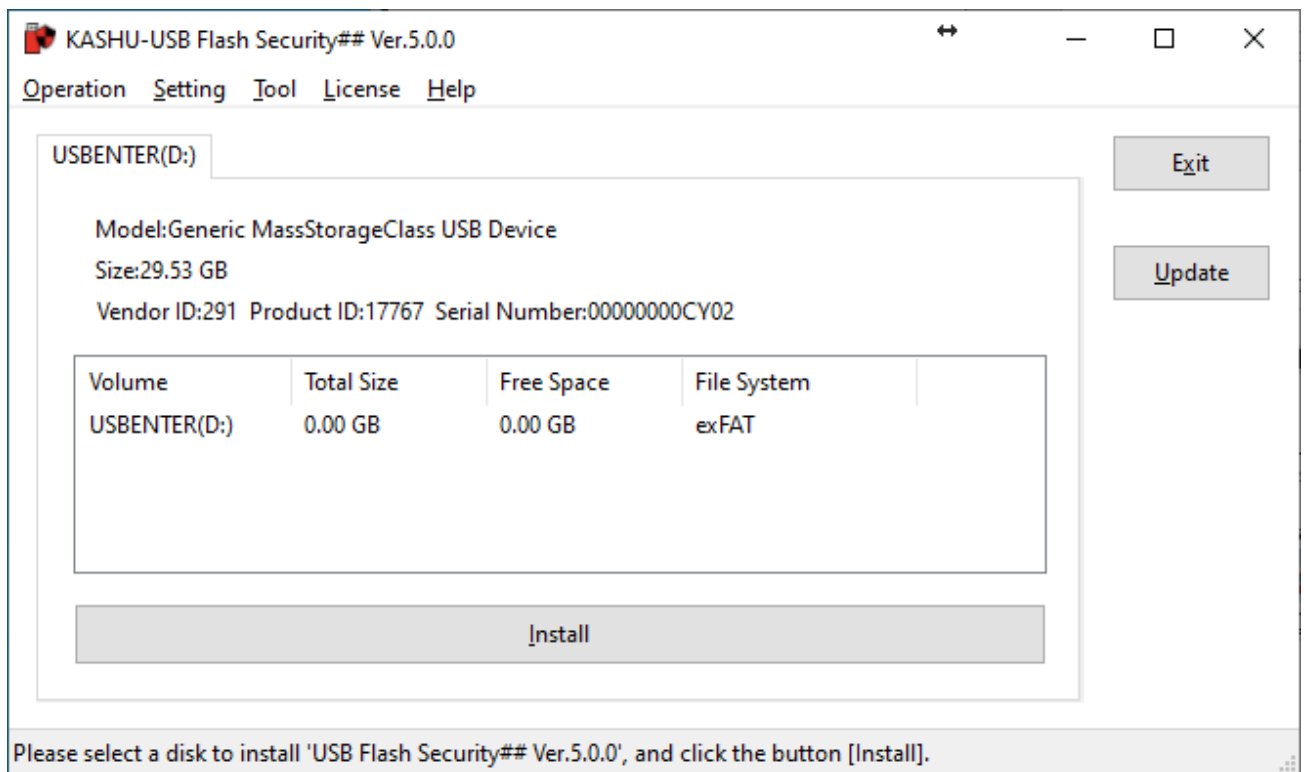 KASHU-USB Flash Security## Ver.5.0.0
Operation Setting Tool License Help
USBENTER(D:)
Exit
Model:Generic MassStorageClass USB Device
Size:29.53 GB
Update
Vendor ID:291 Product ID:17767 Serial Number:00000000CY02
Volume Total Size Free Space File System
USBENTER(D:) 0.00 GB 0.00 GB exFAT
Install
Please select a disk to install 'USB Flash Security## Ver.5.0.0', and click the button [Install].